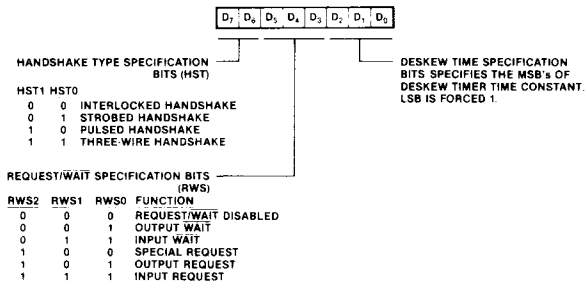 D7 D6 D5 D4 D3 D2 D1 D0
HANDSHAKE TYPE SPECIFICATION
BITS (HST)
HST1 HST0
0 0 INTERLOCKED HANDSHAKE
0 1 STROBED HANDSHAKE
1 0 PULSED HANDSHAKE
1 1 THREE-WIRE HANDSHAKE
DESKEW TIME SPECIFICATION
BITS SPECIFIES THE MSB's OF
DESKEW TIMER TIME CONSTANT.
LSB IS FORCED 1.
REQUEST/WAIT SPECIFICATION BITS
(RWS)
RWS2 RWS1 RWS0 FUNCTION
0 0 0 REQUEST/WAIT DISABLED
0 0 1 OUTPUT WAIT
0 1 1 INPUT WAIT
1 0 0 SPECIAL REQUEST
1 0 1 OUTPUT REQUEST
1 1 1 INPUT REQUEST